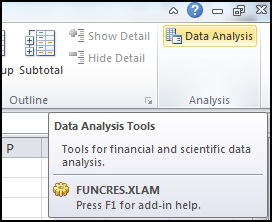 Show Detail
Data Analysis
up Subtotal
Hide Detail
Outline
Analysis
Data Analysis Tools
Tools for financial and scientific data
analysis.
FUNCRES.XLAM
Press F1 for add-in help.
P